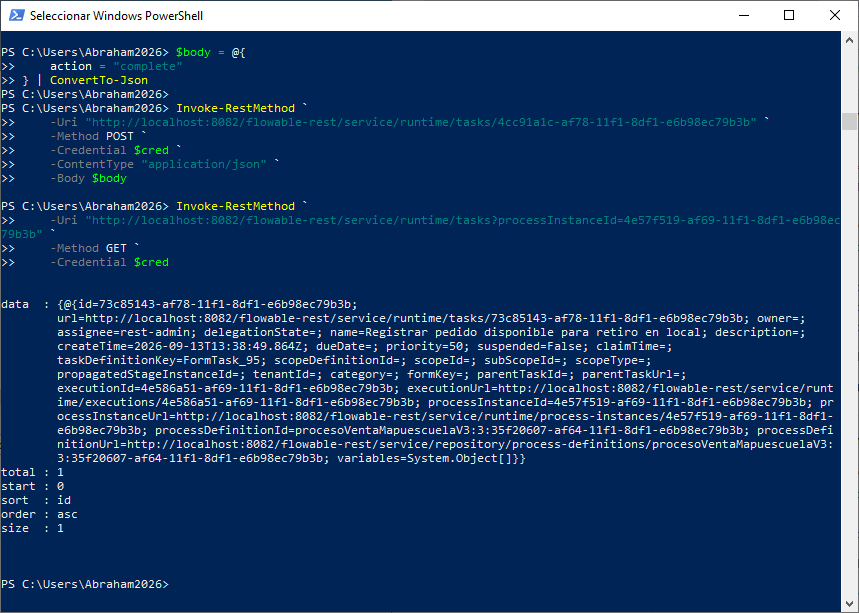 Seleccionar Windows PowerShell
PS C:\Users\Abraham2026> $body = @{
>>     action = "complete"
>> } | ConvertTo-Json
PS C:\Users\Abraham2026>
PS C:\Users\Abraham2026> Invoke-RestMethod `
>>     -Uri "http://localhost:8082/flowable-rest/service/runtime/tasks/4cc91a1c-af78-11f1-8df1-e6b98ec79b3b" `
>>     -Method POST `
>>     -Credential $cred `
>>     -ContentType "application/json" `
>>     -Body $body
PS C:\Users\Abraham2026> Invoke-RestMethod `
>>     -Uri "http://localhost:8082/flowable-rest/service/runtime/tasks?processInstanceId=4e57f519-af69-11f1-8df1-e6b98ec
79b3b" `
>>     -Method GET `
>>     -Credential $cred
data  : {@{id=73c85143-af78-11f1-8df1-e6b98ec79b3b;
url=http://localhost:8082/flowable-rest/service/runtime/tasks/73c85143-af78-11f1-8df1-e6b98ec79b3b; owner=;
assignee=rest-admin; delegationState=; name=Registrar pedido disponible para retiro en local; description=;
createTime=2026-09-13T13:38:49.864Z; dueDate=; priority=50; suspended=False; claimTime=;
taskDefinitionKey=FormTask_95; scopeDefinitionId=; scopeId=; subScopeId=; scopeType=;
propagatedStageInstanceId=; tenantId=; category=; formKey=; parentTaskId=; parentTaskUrl=;
executionId=4e586a51-af69-11f1-8df1-e6b98ec79b3b; executionUrl=http://localhost:8082/flowable-rest/service/runt
ime/executions/4e586a51-af69-11f1-8df1-e6b98ec79b3b; processInstanceId=4e57f519-af69-11f1-8df1-e6b98ec79b3b; pr
ocessInstanceUrl=http://localhost:8082/flowable-rest/service/runtime/process-instances/4e57f519-af69-11f1-8df1-
e6b98ec79b3b; processDefinitionId=procesoVentaMapuescuelaV3:3:35f20607-af64-11f1-8df1-e6b98ec79b3b; processDefi
nitionUrl=http://localhost:8082/flowable-rest/service/repository/process-definitions/procesoVentaMapuescuelaV3:
3:35f20607-af64-11f1-8df1-e6b98ec79b3b; variables=System.Object[]}}
total : 1
start : 0
sort  : id
order : asc
size  : 1
PS C:\Users\Abraham2026>